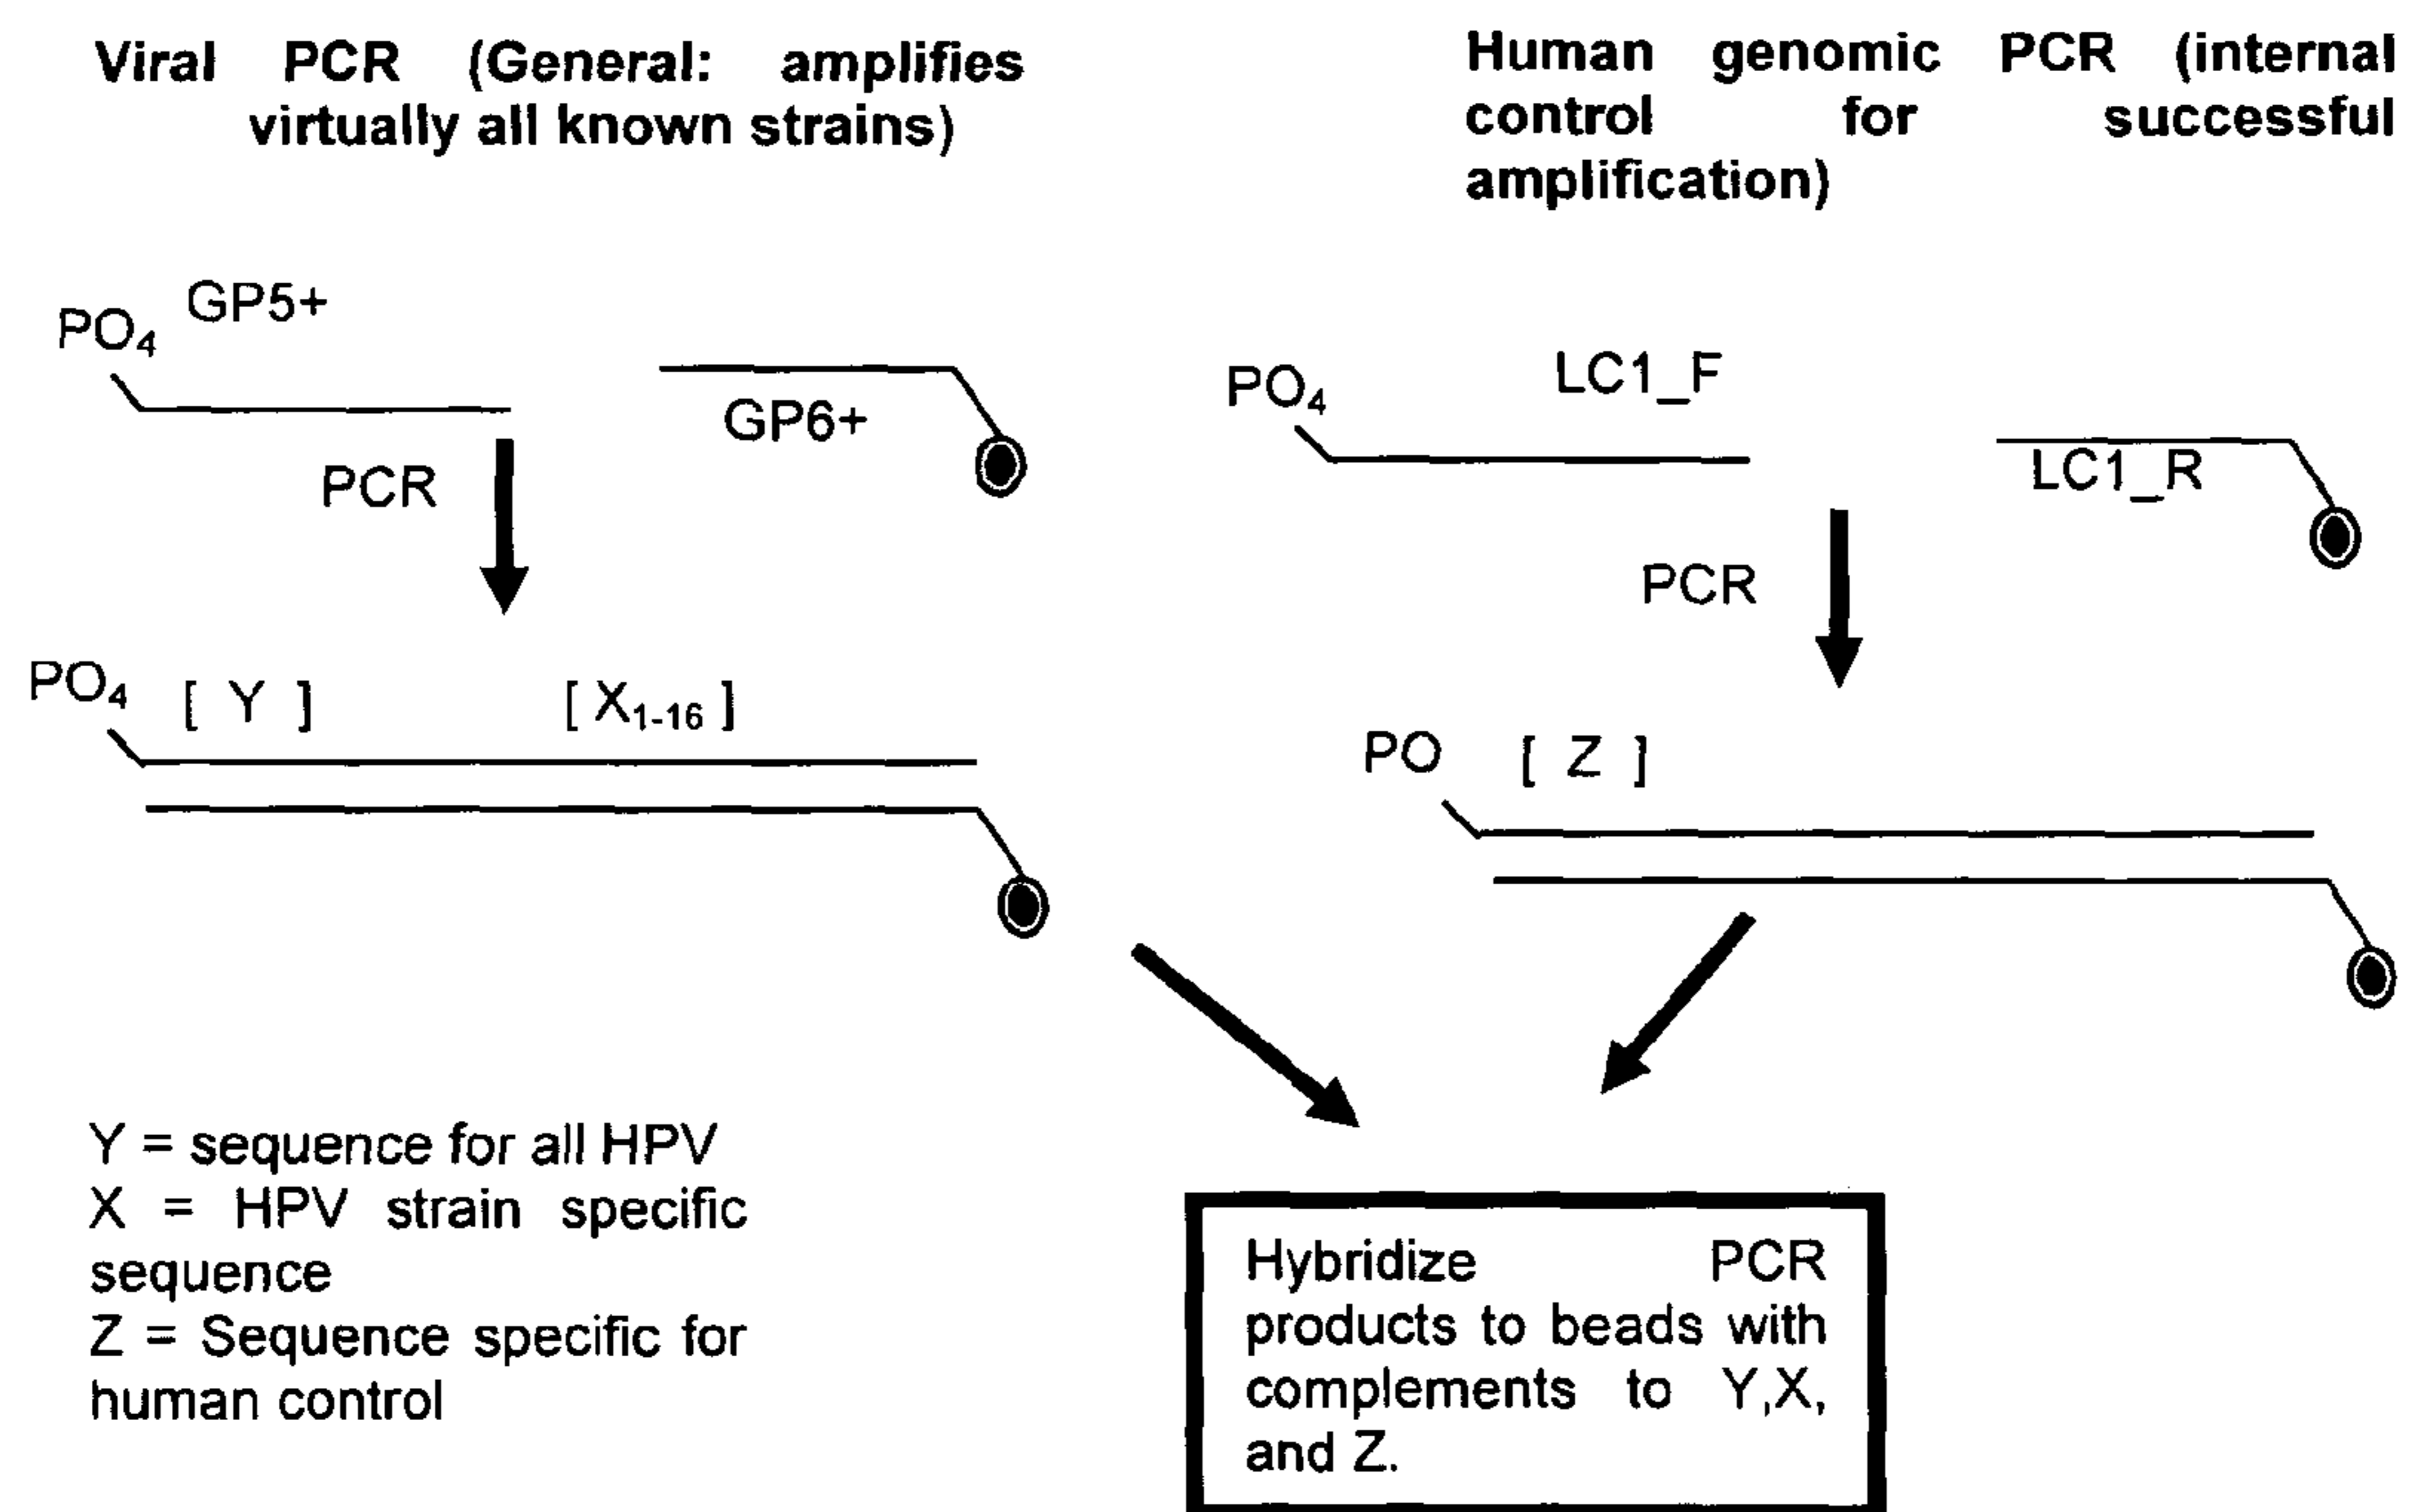 Viral PCR (General: amplifies
virtually all known strains)
Human genomic PCR (internal
control for successful
amplification)
PO4 GP5+
GP6+
PCR
PO4 LC1_F
LC1_R
PCR
PO4 [ Y ] [ X1-16 ]
PO [ Z ]
Y = sequence for all HPV
X = HPV strain specific
sequence
Z = Sequence specific for
human control
Hybridize PCR
products to beads with
complements to Y,X,
and Z.